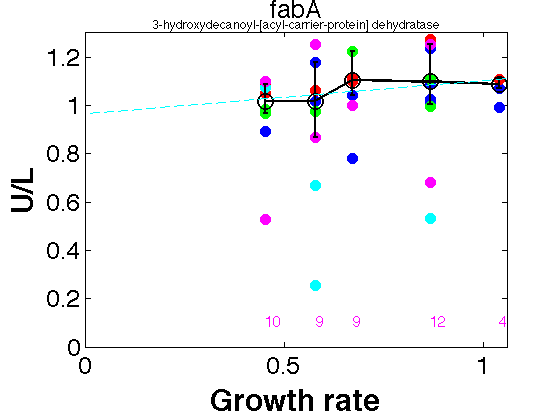 fabA
3-hydroxydecanoyl-[acyl-carrier-protein] dehydratase
1.2
1
0.8
0.6
0.4
0.2
0
U/L
10 9 9 12 4
0 0.5 1
Growth rate